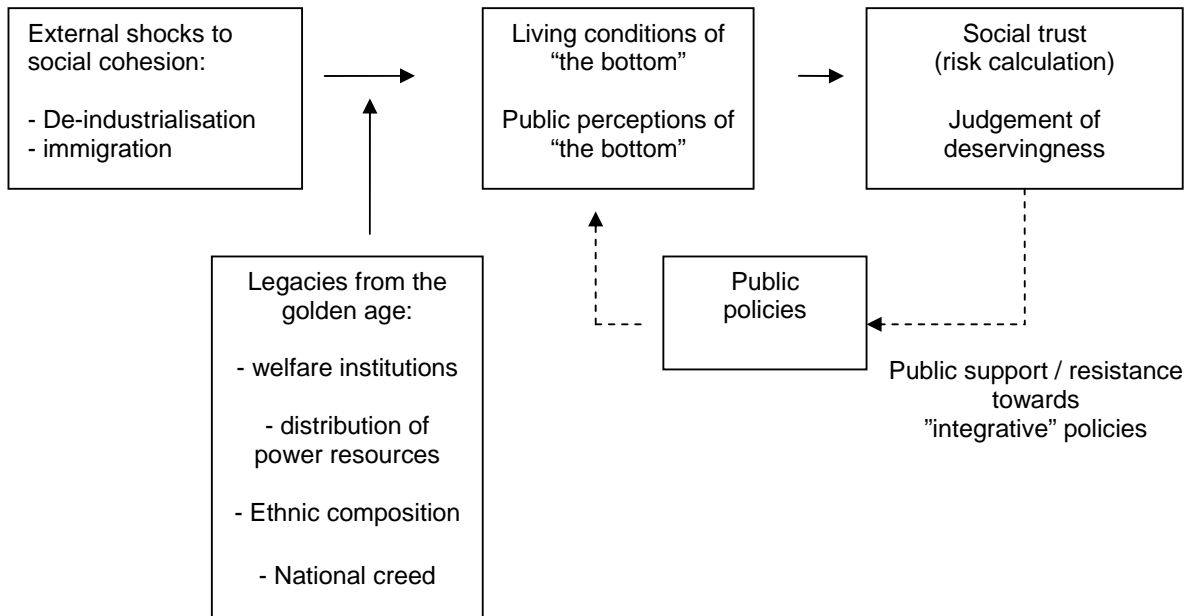 External shocks to
social cohesion:
- De-industrialisation
- immigration
Living conditions of
“the bottom”
Public perceptions of
“the bottom”
Social trust
(risk calculation)
Judgement of
deservingness
Legacies from the
golden age:
- welfare institutions
- distribution of
power resources
- Ethnic composition
- National creed
Public
policies
Public support / resistance
towards
”integrative” policies